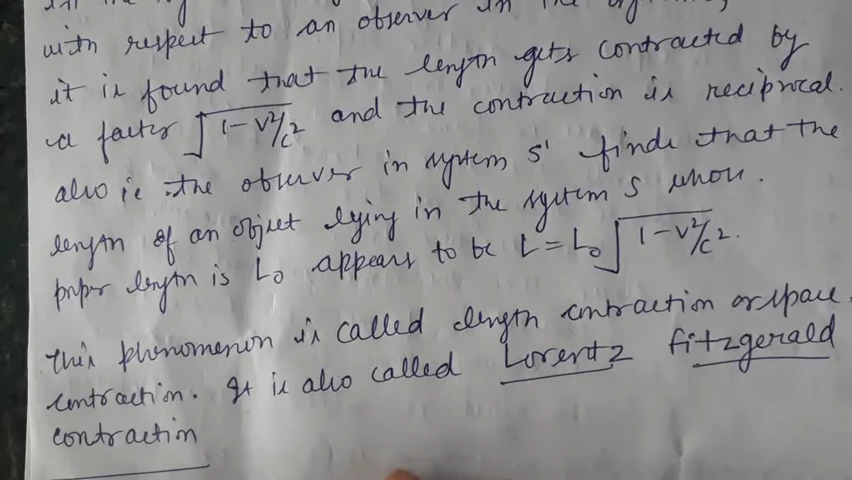 with respect to an observer in the
it is found that the length gets contracted by
a factor √1-v²/c² and the contraction is reciprocal.
also ie the observer in system S' finds that the
length of an object lying in the system S whose.
proper length is L₀ appears to be L = L₀√1-v²/c².
This phenomenon is called length contraction or space
contraction. It is also called Lorentz fitzgerald
contraction